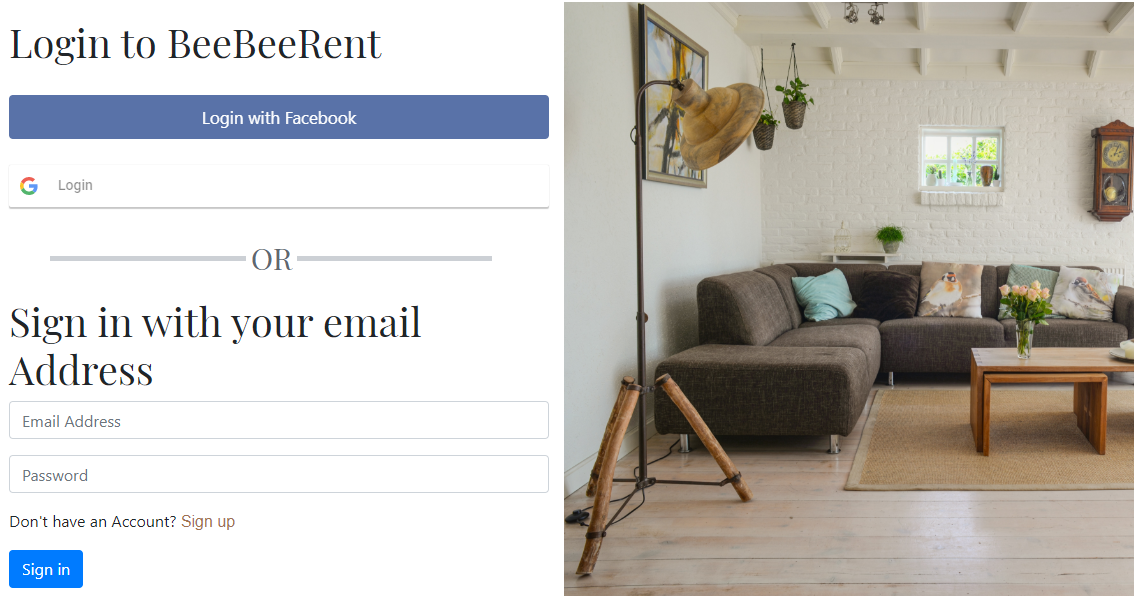 Login to BeeBeeRent
Login with Facebook
Login
OR
Sign in with your email
Address
Email Address
Password
Don't have an Account? Sign up
Sign in